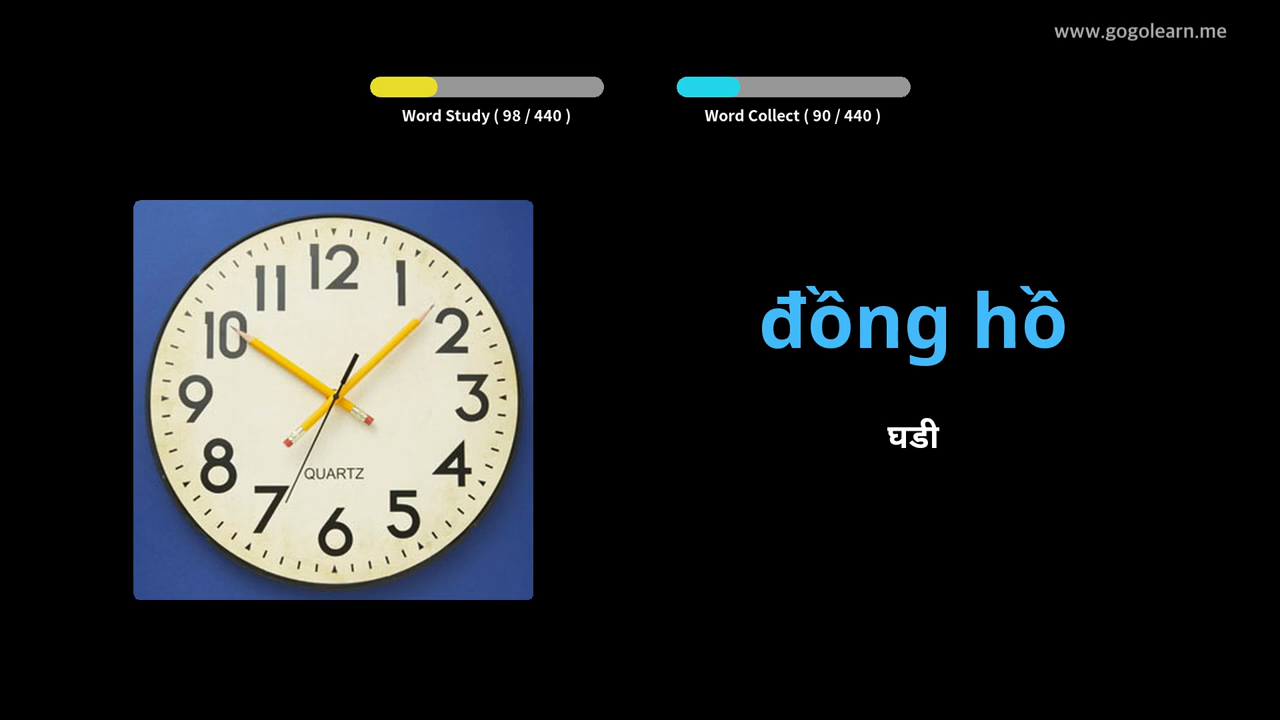 www.gogolearn.me
Word Study ( 98 / 440 )
Word Collect ( 90 / 440 )
12
1
2
3
4
5
6
7
8
9
10
11
QUARTZ
đồng hồ
घडी